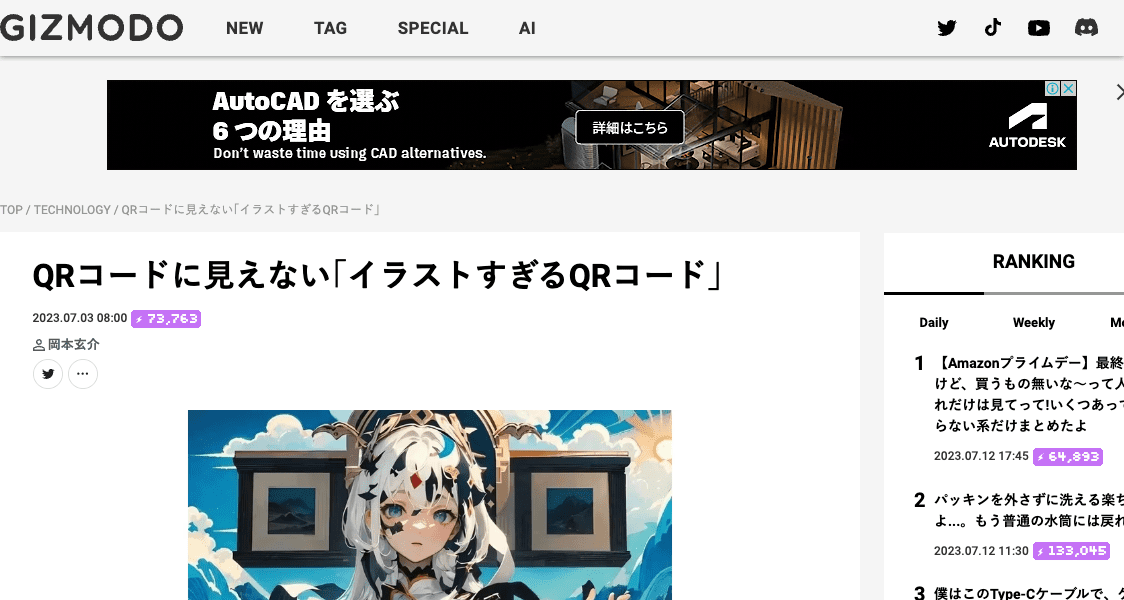 GIZMODO NEW TAG SPECIAL AI
AutoCAD を選ぶ
6 つの理由
Don't waste time using CAD alternatives.
詳細はこちら
AUTODESK
TOP / TECHNOLOGY / QRコードに見えない「イラストすぎるQRコード」
QRコードに見えない「イラストすぎるQRコード」
2023.07.03 08:00 73,763
岡本玄介
RANKING
Daily Weekly
1 【Amazonプライムデー】最終
けど、買うもの無いな〜って人
れだけは見てって!いくつあって
らない系だけまとめたよ
2023.07.12 17:45 64,893
2 パッキンを外さずに洗える楽ち
よ…。もう普通の水筒には戻れ
2023.07.12 11:30 133,045
3 僕はこのType-Cケーブルで、